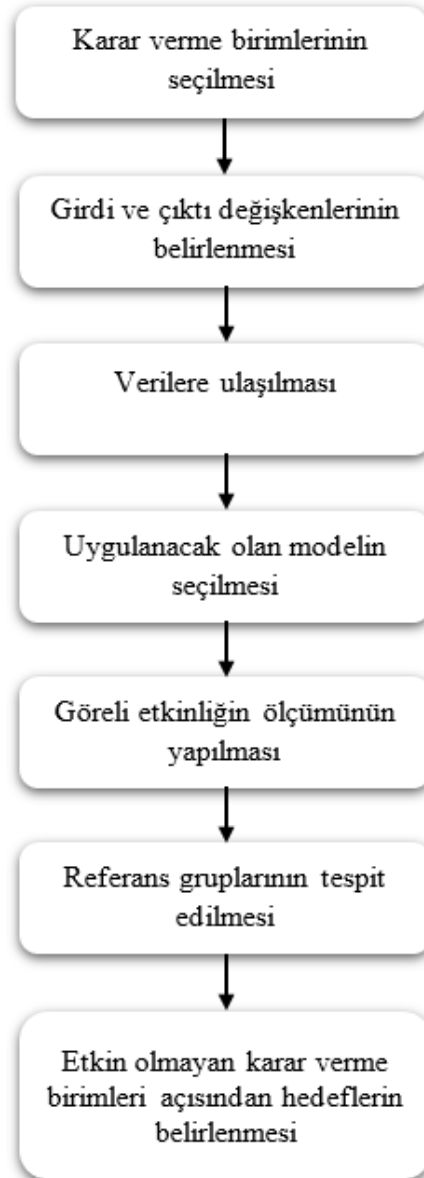 Karar verme birimlerinin
seçilmesi
Girdi ve çıktı değişkenlerinin
belirlenmesi
Verilere ulaşılması
Uygulanacak olan modelin
seçilmesi
Göreli etkinliğin ölçümünün
yapılması
Referans gruplarının tespit
edilmesi
Etkin olmayan karar verme
birimleri açısından hedeflerin
belirlenmesi